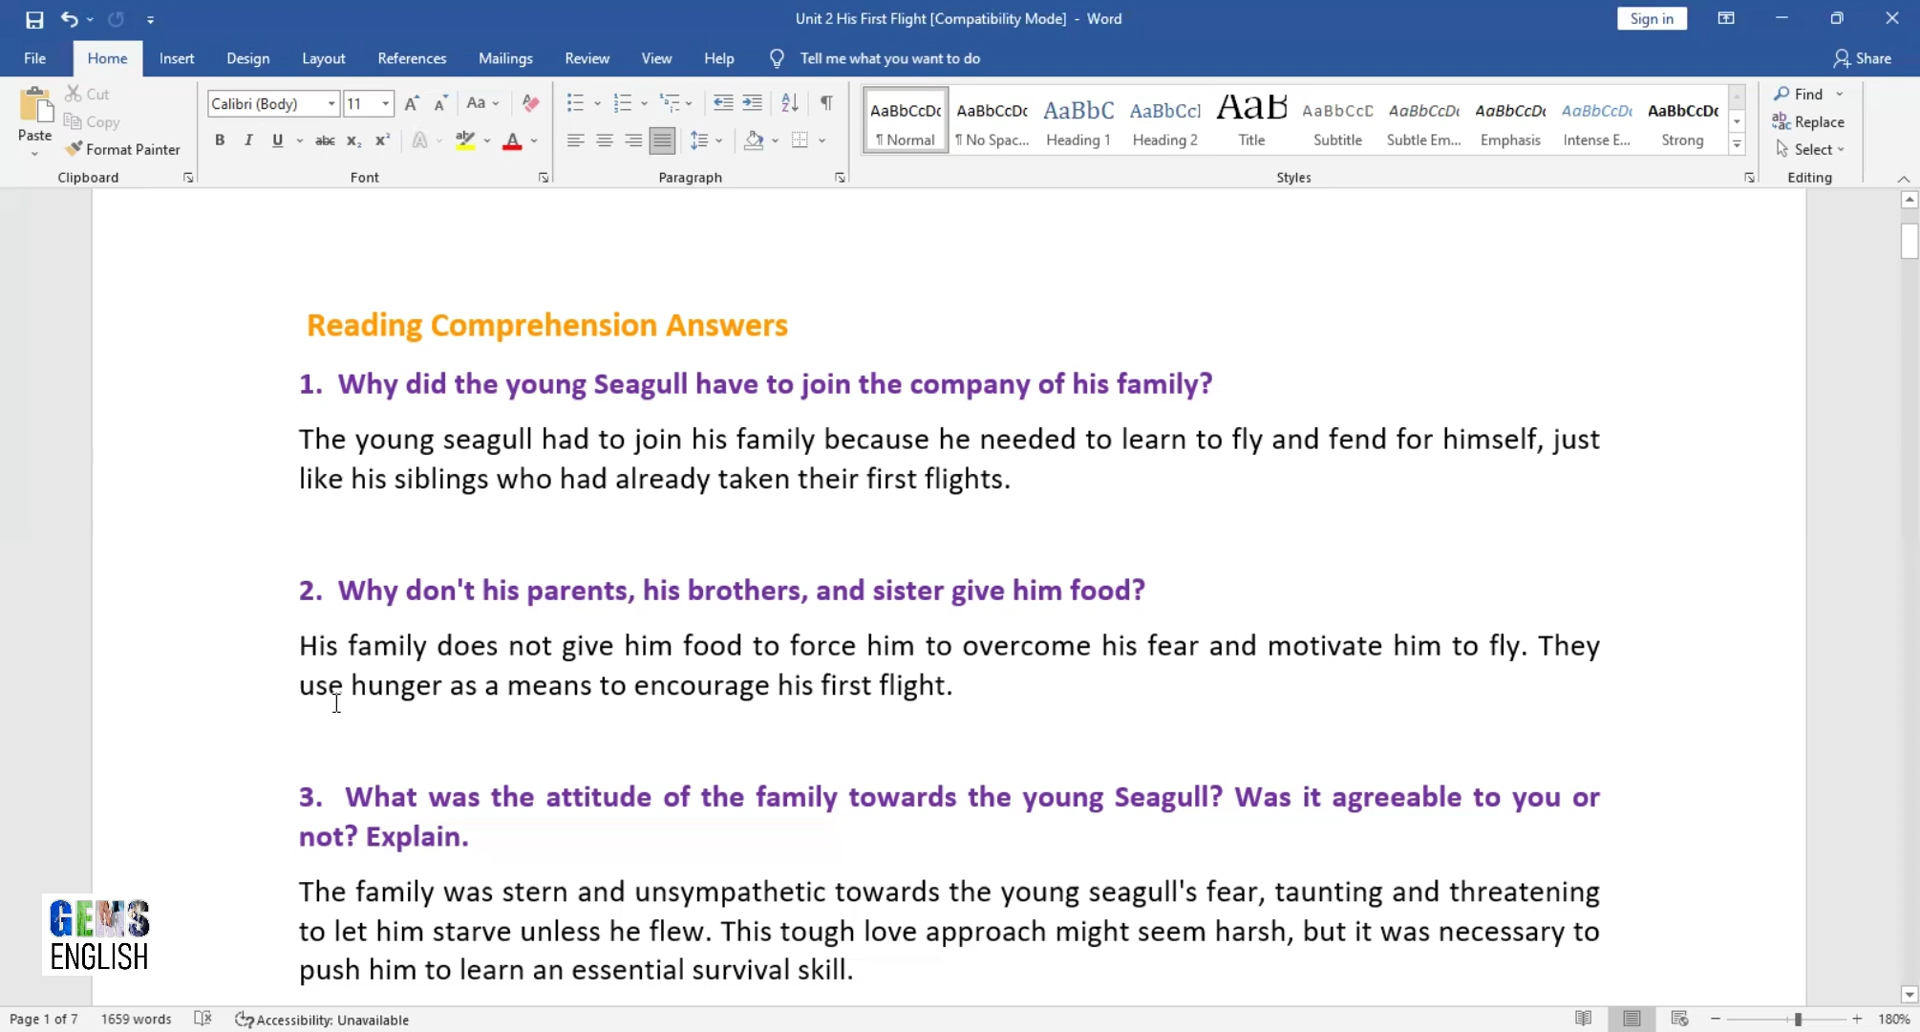 Unit 2 His First Flight [Compatibility Mode] - Word
Sign in
File Home Insert Design Layout References Mailings Review View Help Tell me what you want to do Share
Paste
Cut
Copy
Format Painter
Clipboard
Calibri (Body) 11
Font
Paragraph
AaBbCcDc AaBbCcDc AaBbC AaBbCcI AaB AaBbCcD AaBbCcDc AaBbCcDc AaBbCcDc AaBbCcDc
¶ Normal ¶ No Spac... Heading 1 Heading 2 Title Subtitle Subtle Em... Emphasis Intense E... Strong
Styles
Find
Replace
Select
Editing
Reading Comprehension Answers
1. Why did the young Seagull have to join the company of his family?
The young seagull had to join his family because he needed to learn to fly and fend for himself, just
like his siblings who had already taken their first flights.
2. Why don't his parents, his brothers, and sister give him food?
His family does not give him food to force him to overcome his fear and motivate him to fly. They
use hunger as a means to encourage his first flight.
3. What was the attitude of the family towards the young Seagull? Was it agreeable to you or
not? Explain.
The family was stern and unsympathetic towards the young seagull's fear, taunting and threatening
to let him starve unless he flew. This tough love approach might seem harsh, but it was necessary to
push him to learn an essential survival skill.
GEMS
ENGLISH
Page 1 of 7 1659 words Accessibility: Unavailable 180%